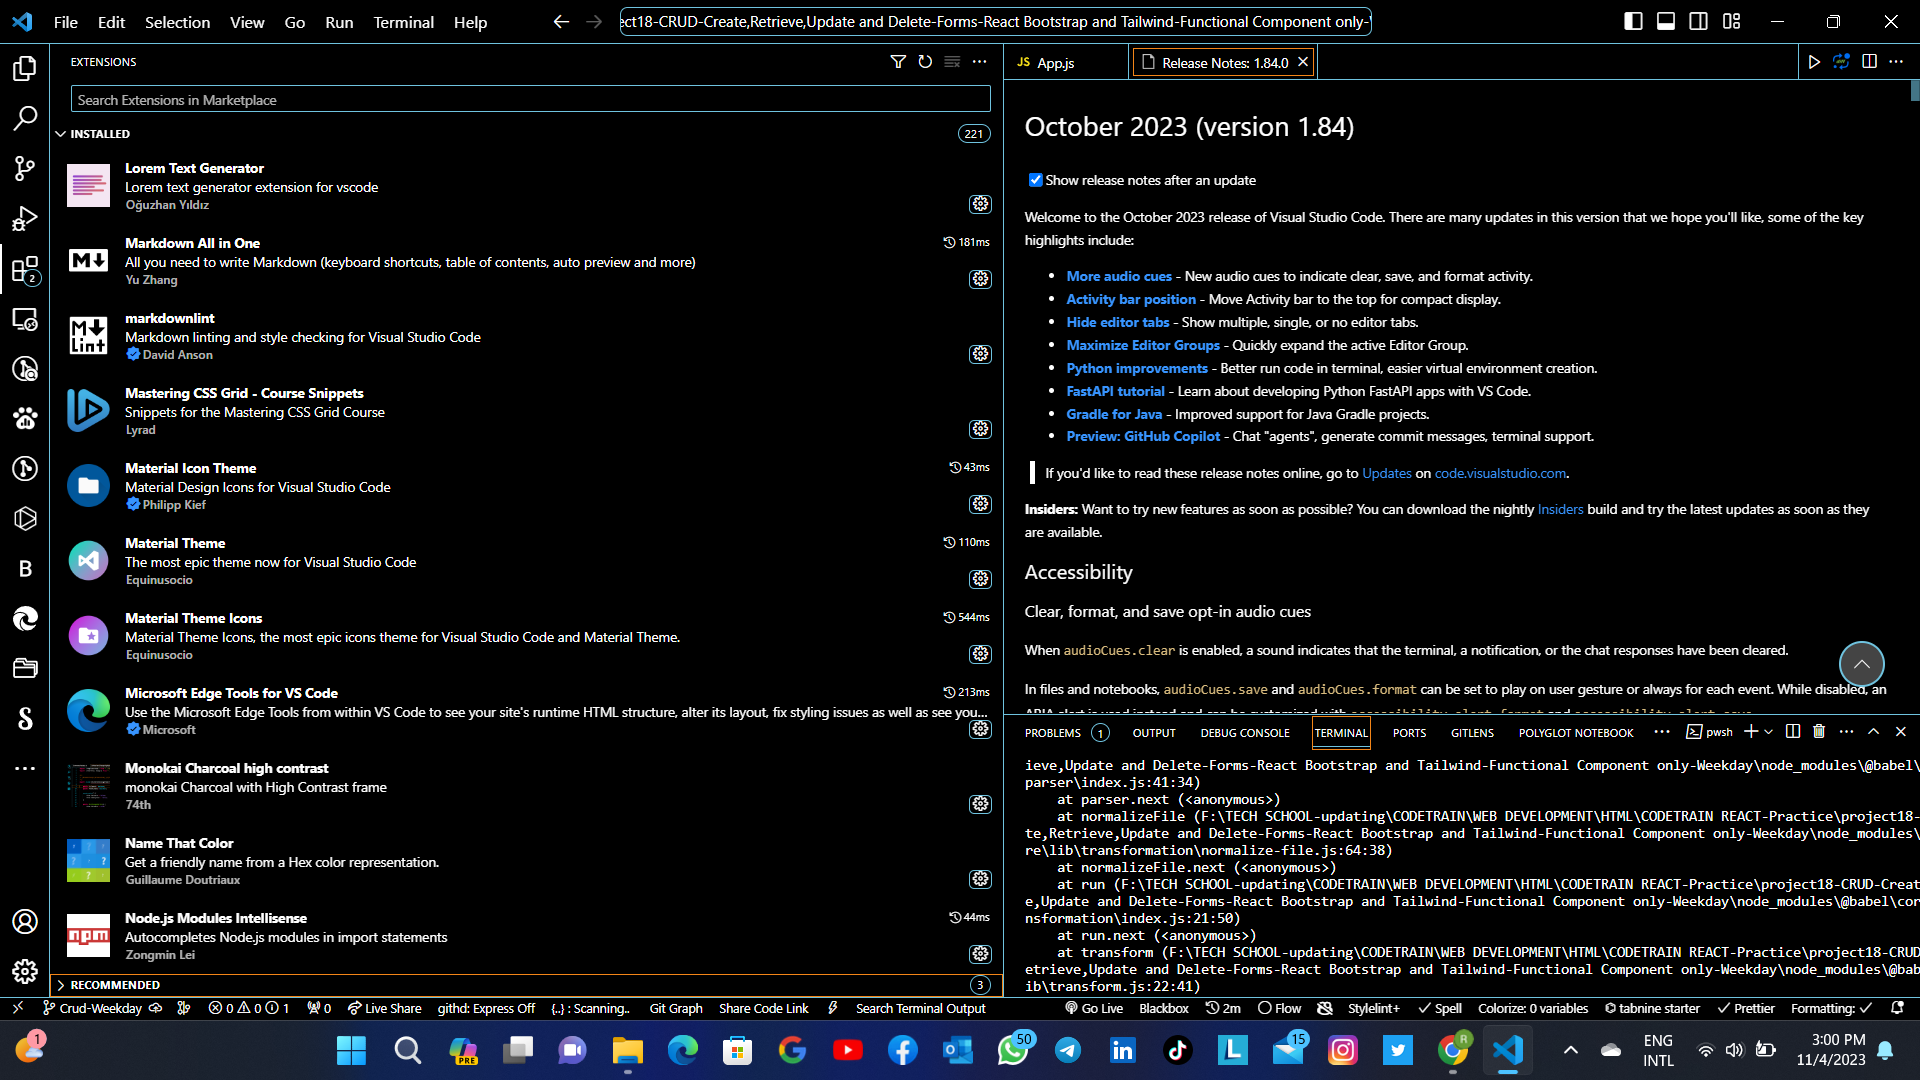 File Edit Selection View Go Run Terminal Help
ect18-CRUD-Create,Retrieve,Update and Delete-Forms-React Bootstrap and Tailwind-Functional Component only-
EXTENSIONS
Search Extensions in Marketplace
INSTALLED 221
Lorem Text Generator
Lorem text generator extension for vscode
Oğuzhan Yıldız
Markdown All in One 181ms
All you need to write Markdown (keyboard shortcuts, table of contents, auto preview and more)
Yu Zhang
markdownlint
Markdown linting and style checking for Visual Studio Code
David Anson
Mastering CSS Grid - Course Snippets
Snippets for the Mastering CSS Grid Course
Lyrad
Material Icon Theme 43ms
Material Design Icons for Visual Studio Code
Philipp Kief
Material Theme 110ms
The most epic theme now for Visual Studio Code
Equinusocio
Material Theme Icons 544ms
Material Theme Icons, the most epic icons theme for Visual Studio Code and Material Theme.
Equinusocio
Microsoft Edge Tools for VS Code 213ms
Use the Microsoft Edge Tools from within VS Code to see your site's runtime HTML structure, alter its layout, fix styling issues as well as see you...
Microsoft
Monokai Charcoal high contrast
monokai Charcoal with High Contrast frame
74th
Name That Color
Get a friendly name from a Hex color representation.
Guillaume Doutriaux
Node.js Modules Intellisense 44ms
Autocompletes Node.js modules in import statements
Zongmin Lei
RECOMMENDED 3
JS App.js Release Notes: 1.84.0
October 2023 (version 1.84)
Show release notes after an update
Welcome to the October 2023 release of Visual Studio Code. There are many updates in this version that we hope you'll like, some of the key
highlights include:
• More audio cues - New audio cues to indicate clear, save, and format activity.
• Activity bar position - Move Activity bar to the top for compact display.
• Hide editor tabs - Show multiple, single, or no editor tabs.
• Maximize Editor Groups - Quickly expand the active Editor Group.
• Python improvements - Better run code in terminal, easier virtual environment creation.
• FastAPI tutorial - Learn about developing Python FastAPI apps with VS Code.
• Gradle for Java - Improved support for Java Gradle projects.
• Preview: GitHub Copilot - Chat "agents", generate commit messages, terminal support.
If you'd like to read these release notes online, go to Updates on code.visualstudio.com.
Insiders: Want to try new features as soon as possible? You can download the nightly Insiders build and try the latest updates as soon as they
are available.
Accessibility
Clear, format, and save opt-in audio cues
When audioCues.clear is enabled, a sound indicates that the terminal, a notification, or the chat responses have been cleared.
In files and notebooks, audioCues.save and audioCues.format can be set to play on user gesture or always for each event. While disabled, an
ARIA alert is used instead and can be customized with accessibility.alert.format and accessibility.alert.save
PROBLEMS 1 OUTPUT DEBUG CONSOLE TERMINAL PORTS GITLENS POLYGLOT NOTEBOOK ... pwsh
ieve,Update and Delete-Forms-React Bootstrap and Tailwind-Functional Component only-Weekday\node_modules\@babel\
parser\index.js:41:34)
at parser.next (<anonymous>)
at normalizeFile (F:\TECH SCHOOL-updating\CODETRAIN\WEB DEVELOPMENT\HTML\CODETRAIN REACT-Practice\project18-
te,Retrieve,Update and Delete-Forms-React Bootstrap and Tailwind-Functional Component only-Weekday\node_modules\
re\lib\transformation\normalize-file.js:64:38)
at normalizeFile.next (<anonymous>)
at run (F:\TECH SCHOOL-updating\CODETRAIN\WEB DEVELOPMENT\HTML\CODETRAIN REACT-Practice\project18-CRUD-Creat
e,Update and Delete-Forms-React Bootstrap and Tailwind-Functional Component only-Weekday\node_modules\@babel\cor
nsformation\index.js:21:50)
at run.next (<anonymous>)
at transform (F:\TECH SCHOOL-updating\CODETRAIN\WEB DEVELOPMENT\HTML\CODETRAIN REACT-Practice\project18-CRUD
etrieve,Update and Delete-Forms-React Bootstrap and Tailwind-Functional Component only-Weekday\node_modules\@bab
ib\transform.js:22:41)
Crud-Weekday 0 0 1 0 Live Share githd: Express Off {..} : Scanning.. Git Graph Share Code Link Search Terminal Output Go Live Blackbox 2m Flow Stylelint+ Spell Colorize: 0 variables tabnine starter Prettier Formatting: ✓
1 PRE 50 15 R ENG 3:00 PM
INTL 11/4/2023